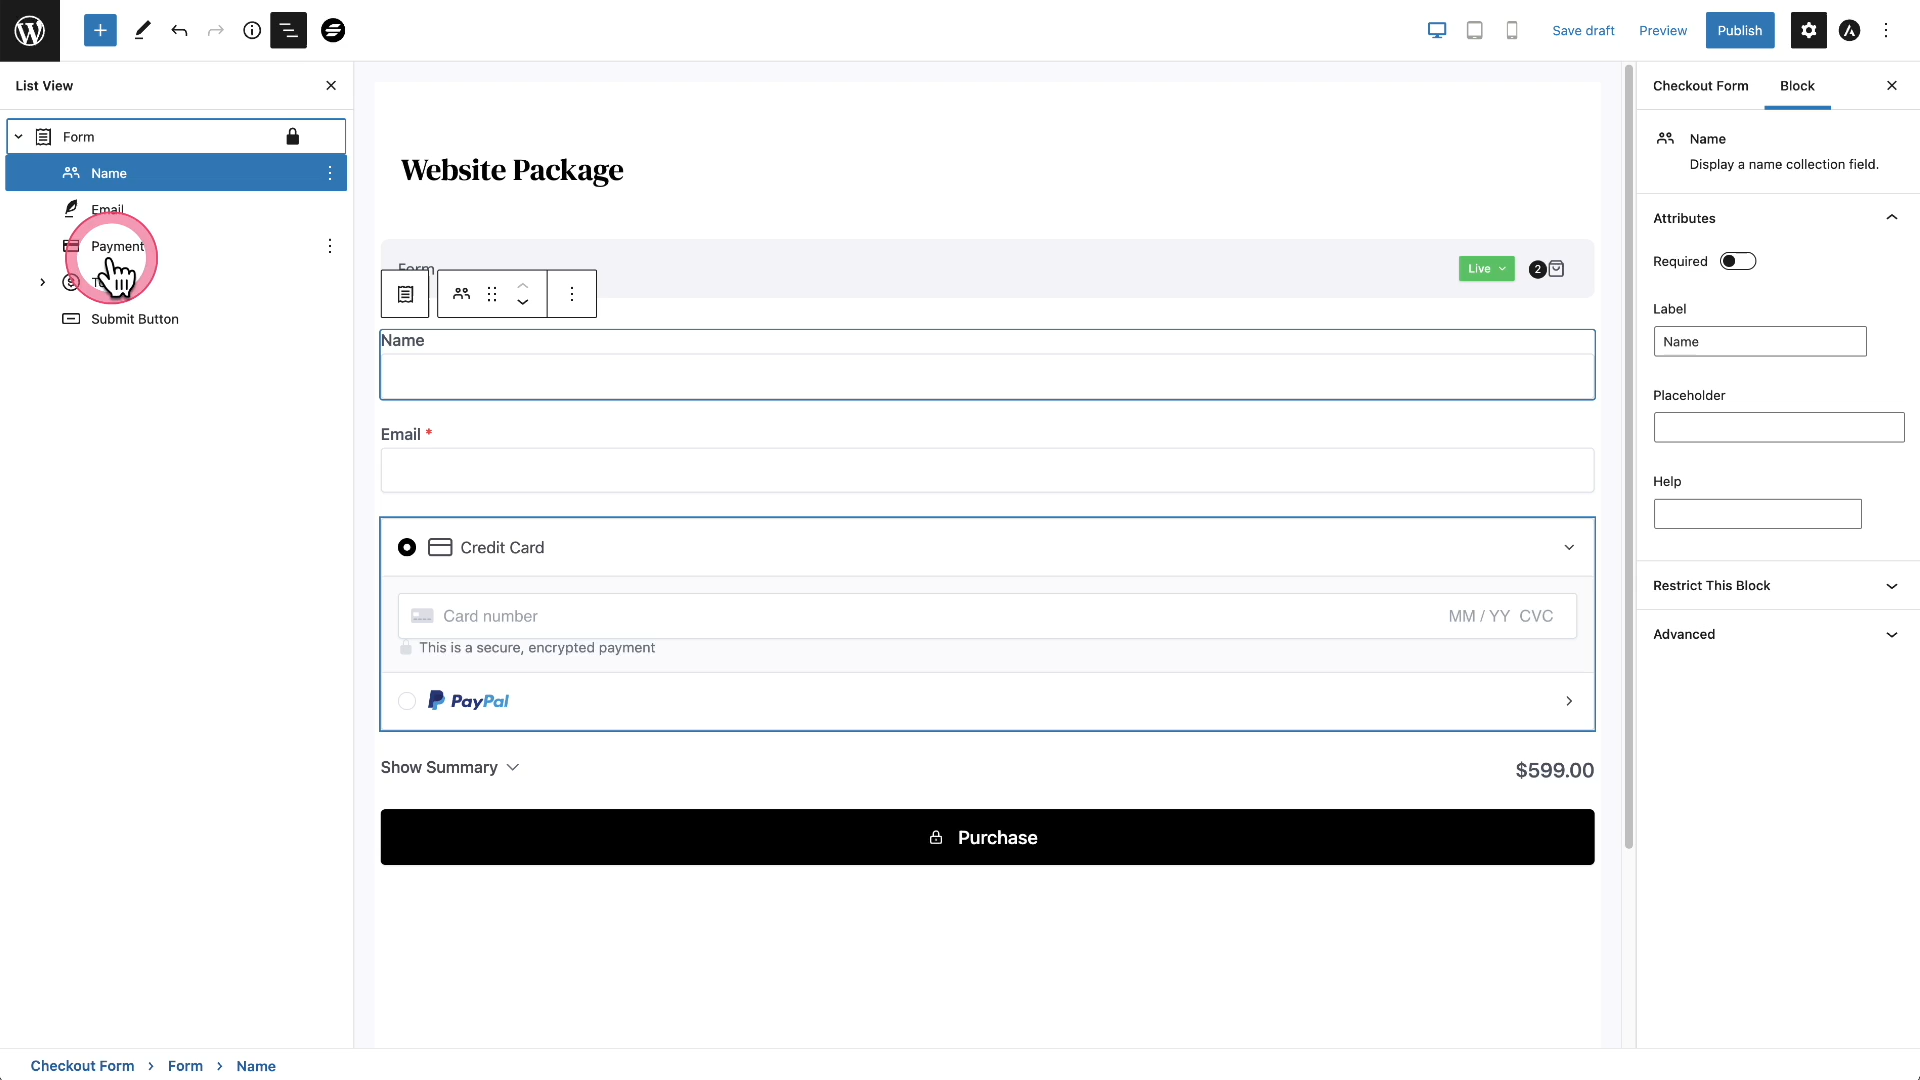 Save draft
Preview
Publish
List View
Form
Name
Email
Payment
Submit Button
Website Package
Form
Live
2
Name
Email *
Credit Card
Card number
MM / YY CVC
This is a secure, encrypted payment
PayPal
Show Summary
$599.00
Purchase
Checkout Form
Block
Name
Display a name collection field.
Attributes
Required
Label
Name
Placeholder
Help
Restrict This Block
Advanced
Checkout Form > Form > Name